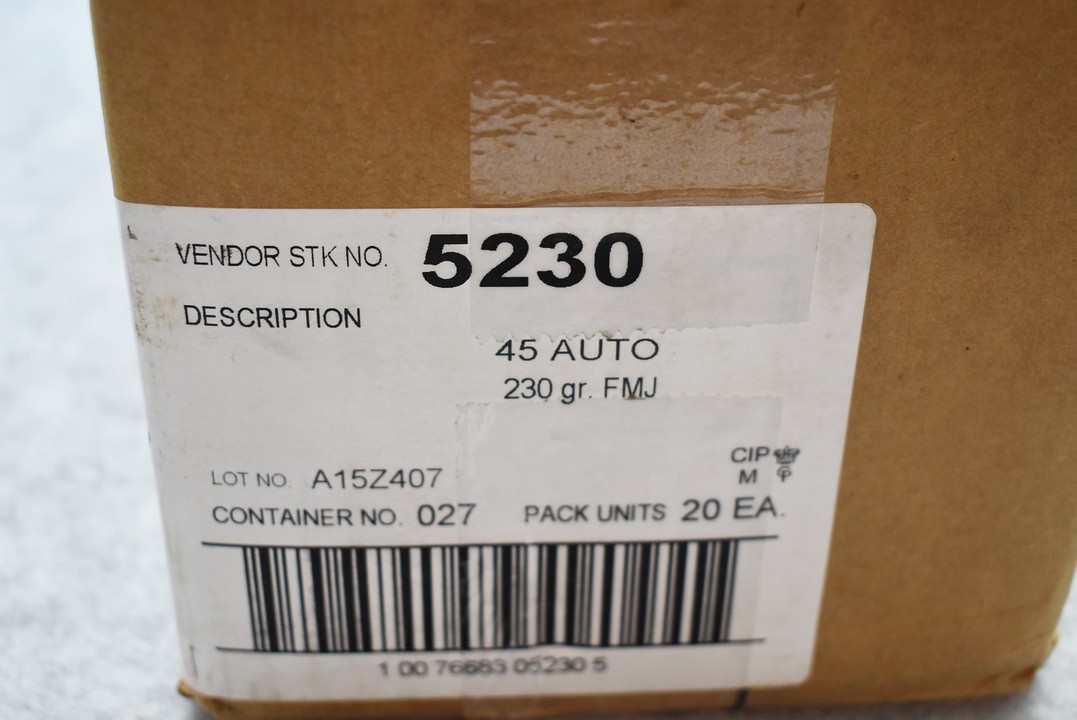 VENDOR STK NO. 5230
DESCRIPTION
45 AUTO
230 gr. FMJ
CIP
LOT NO. A15Z407 M
CONTAINER NO. 027 PACK UNITS 20 EA.
1 00 76683 05230 5